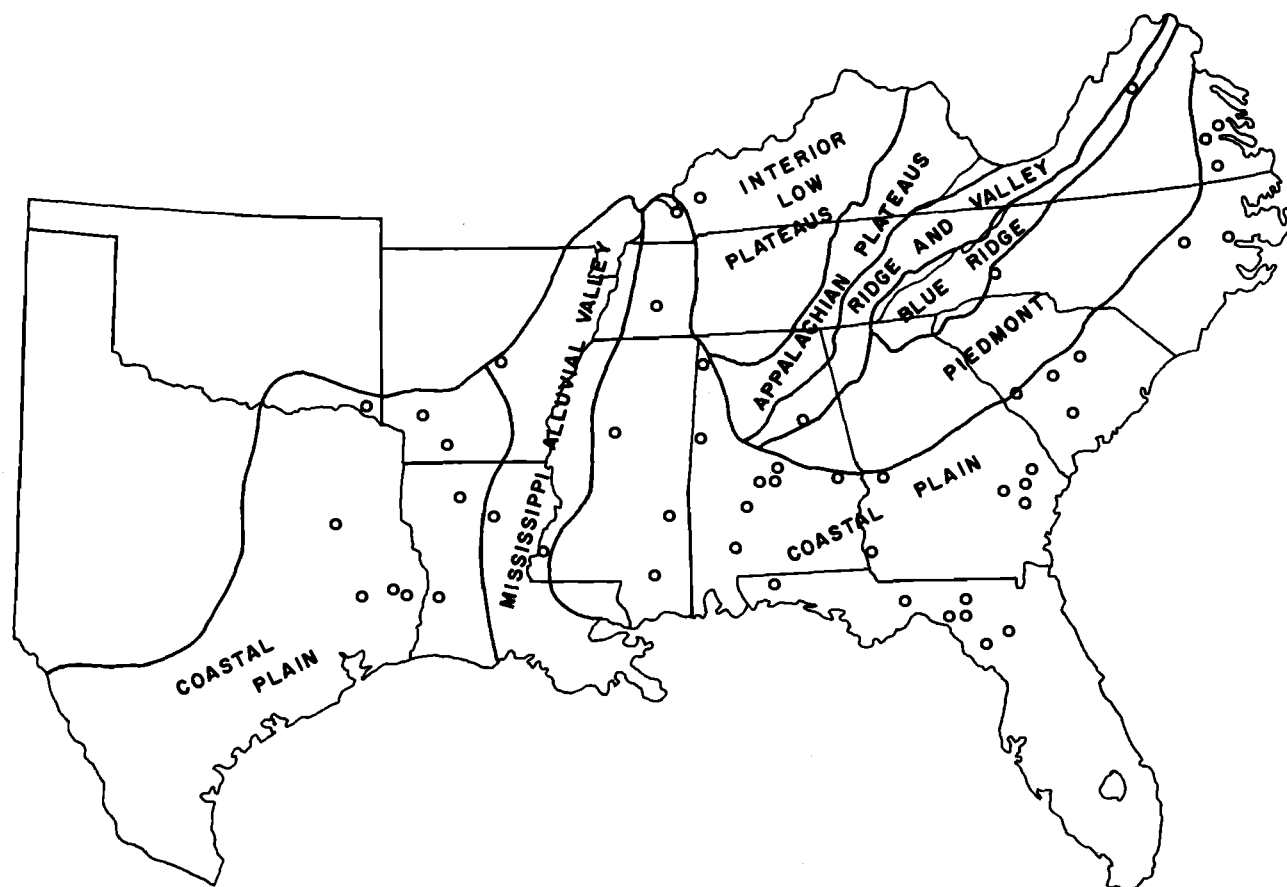 INTERIOR
LOW
PLATEAUS
APPALACHIAN PLATEAUS
RIDGE AND VALLEY
BLUE RIDGE
PIEDMONT
MISSISSIPPI ALLUVIAL VALLEY
COASTAL PLAIN
COASTAL
PLAIN